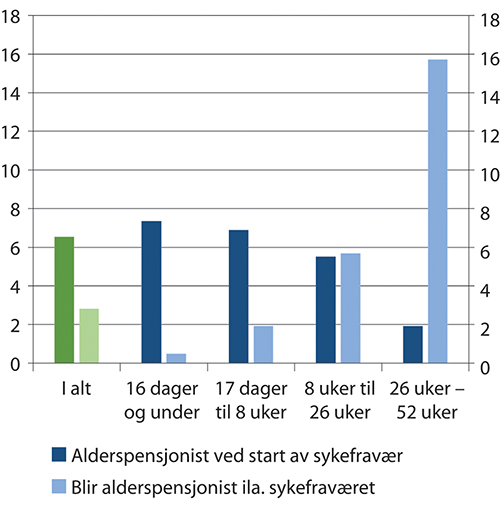 18 18
16 16
14 14
12 12
10 10
8 8
6 6
4 4
2 2
0 0
I alt 16 dager 17 dager 8 uker til 26 uker –
og under til 8 uker 26 uker 52 uker
Alderspensjonist ved start av sykefravær
Blir alderspensjonist ila. sykefraværet